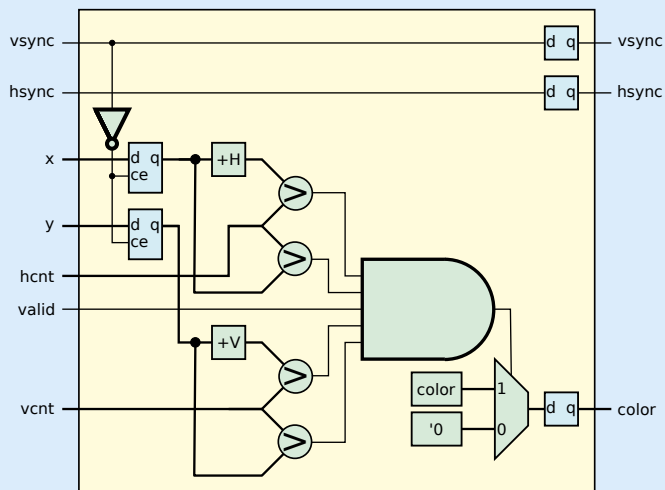 vsync d q vsync
hsync d q hsync
x d q +H
ce >
y d q
ce >
hcnt
valid
+V
>
color 1
vcnt d q color
'0 0
>